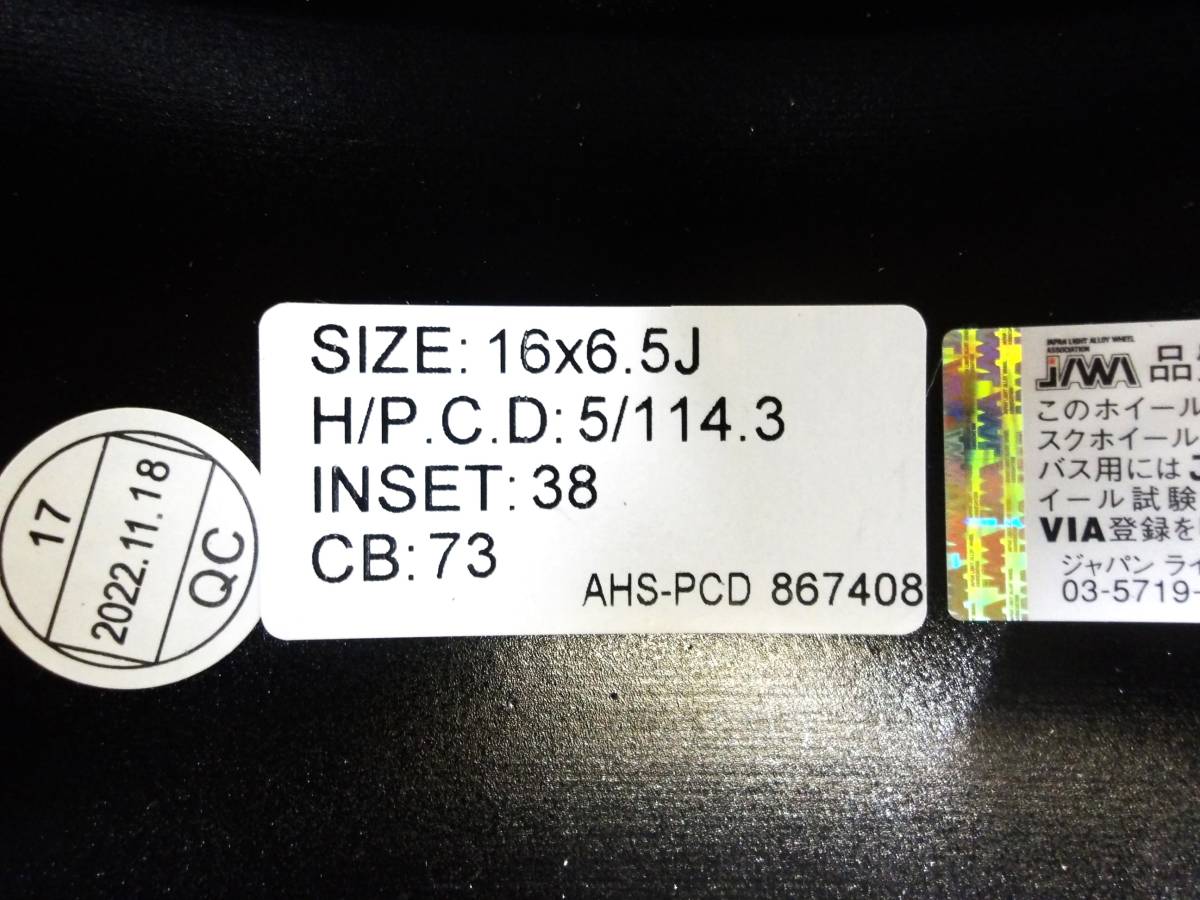 17
2022.11.18
QC
SIZE: 16x6.5J
H/P.C.D: 5/114.3
INSET: 38
CB: 73
AHS-PCD 867408
JAPAN LIGHT ALLOY WHEEL
ASSOCIATION
JAWA 品
このホイール
スクホイール
バス用には
イール試験
VIA登録を
ジャパン ライ
03-5719-